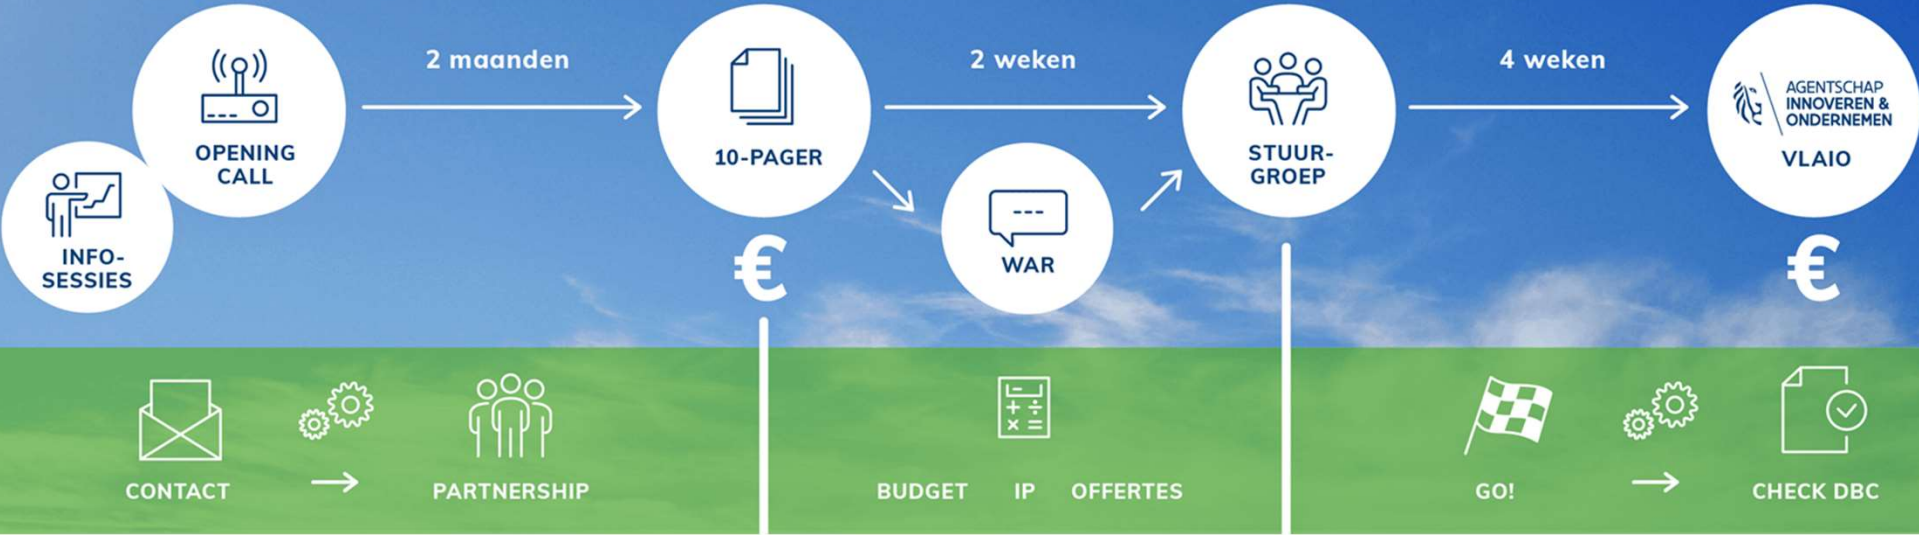 INFO-
SESSIES
OPENING
CALL
2 maanden
10-PAGER
€
2 weken
WAR
STUUR-
GROEP
4 weken
AGENTSCHAP
INNOVEREN &
ONDERNEMEN
VLAIO
€
CONTACT
PARTNERSHIP
BUDGET IP OFFERTES
GO!
CHECK DBC